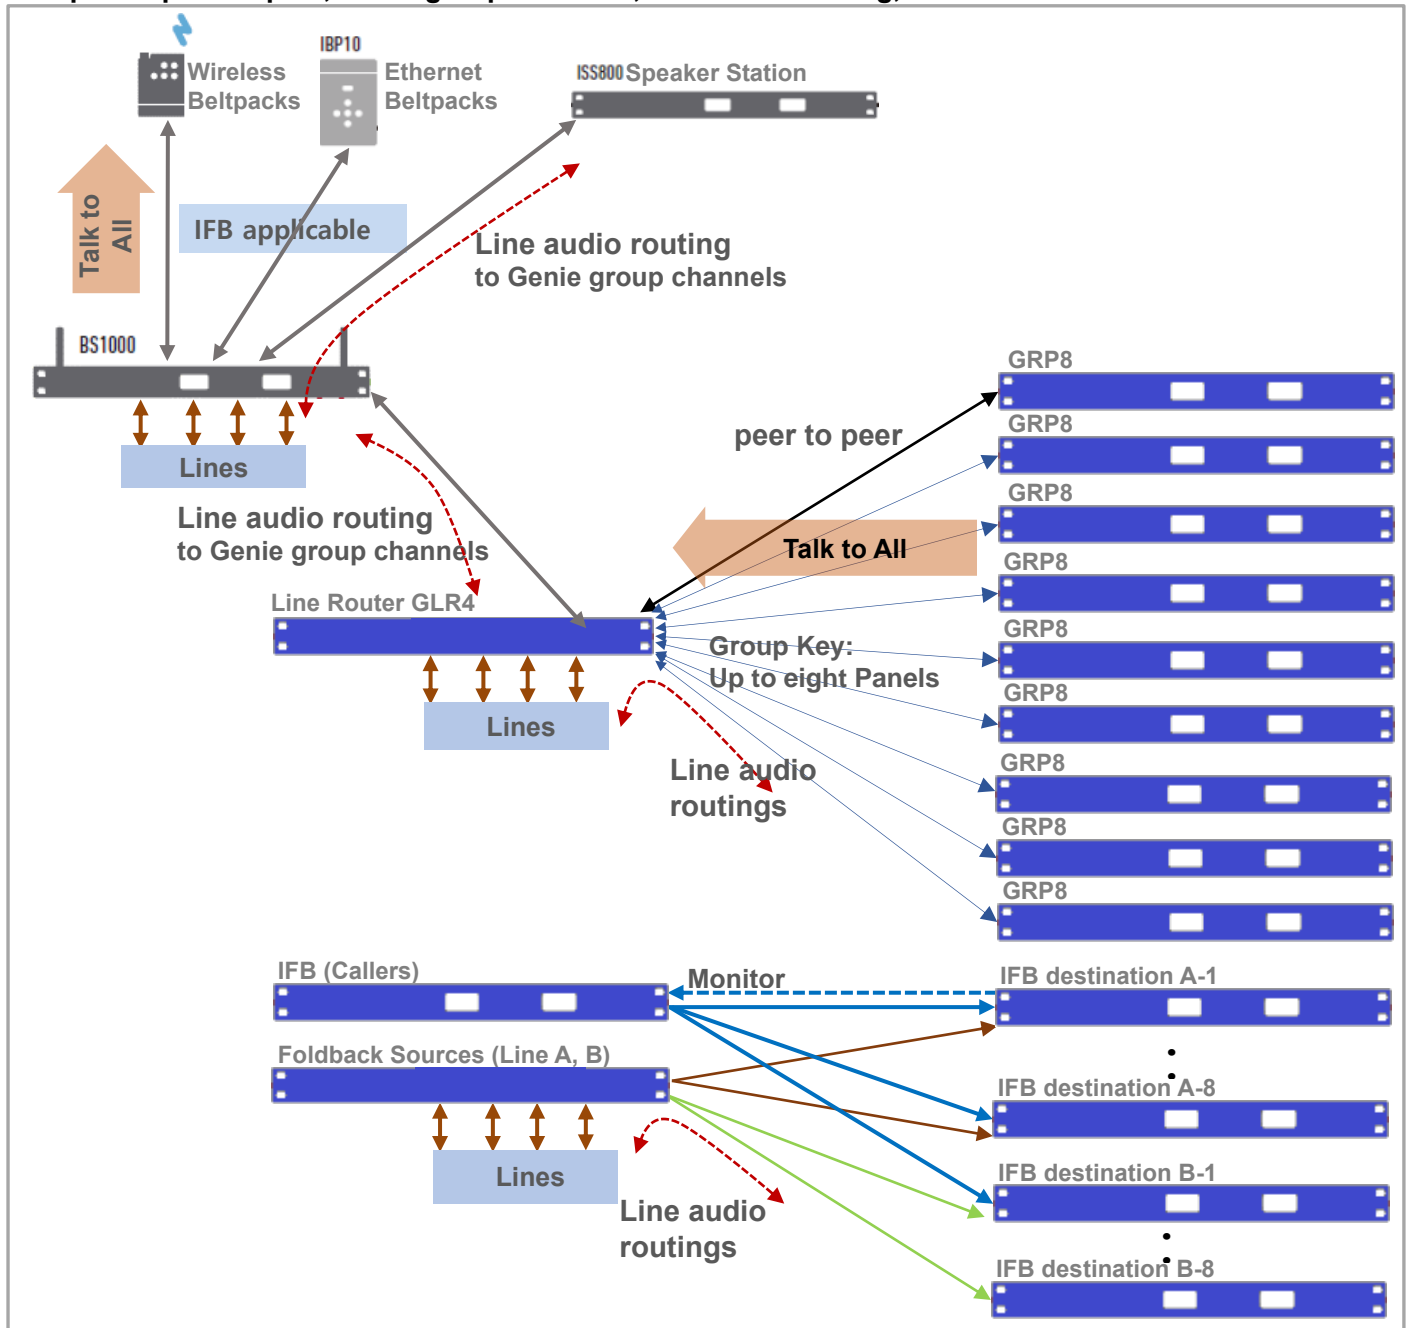 IBP10
Wireless
Beltpacks
Ethernet
Beltpacks
ISS800 Speaker Station
Talk to
All
IFB applicable
Line audio routing
to Genie group channels
BS1000
Lines
Line audio routing
to Genie group channels
Line Router GLR4
Lines
peer to peer
Talk to All
Group Key:
Up to eight Panels
Line audio
routings
GRP8
GRP8
GRP8
GRP8
GRP8
GRP8
GRP8
GRP8
GRP8
IFB (Callers)
Monitor
IFB destination A-1
Foldback Sources (Line A, B)
IFB destination A-8
Lines
IFB destination B-1
Line audio
routings
IFB destination B-8